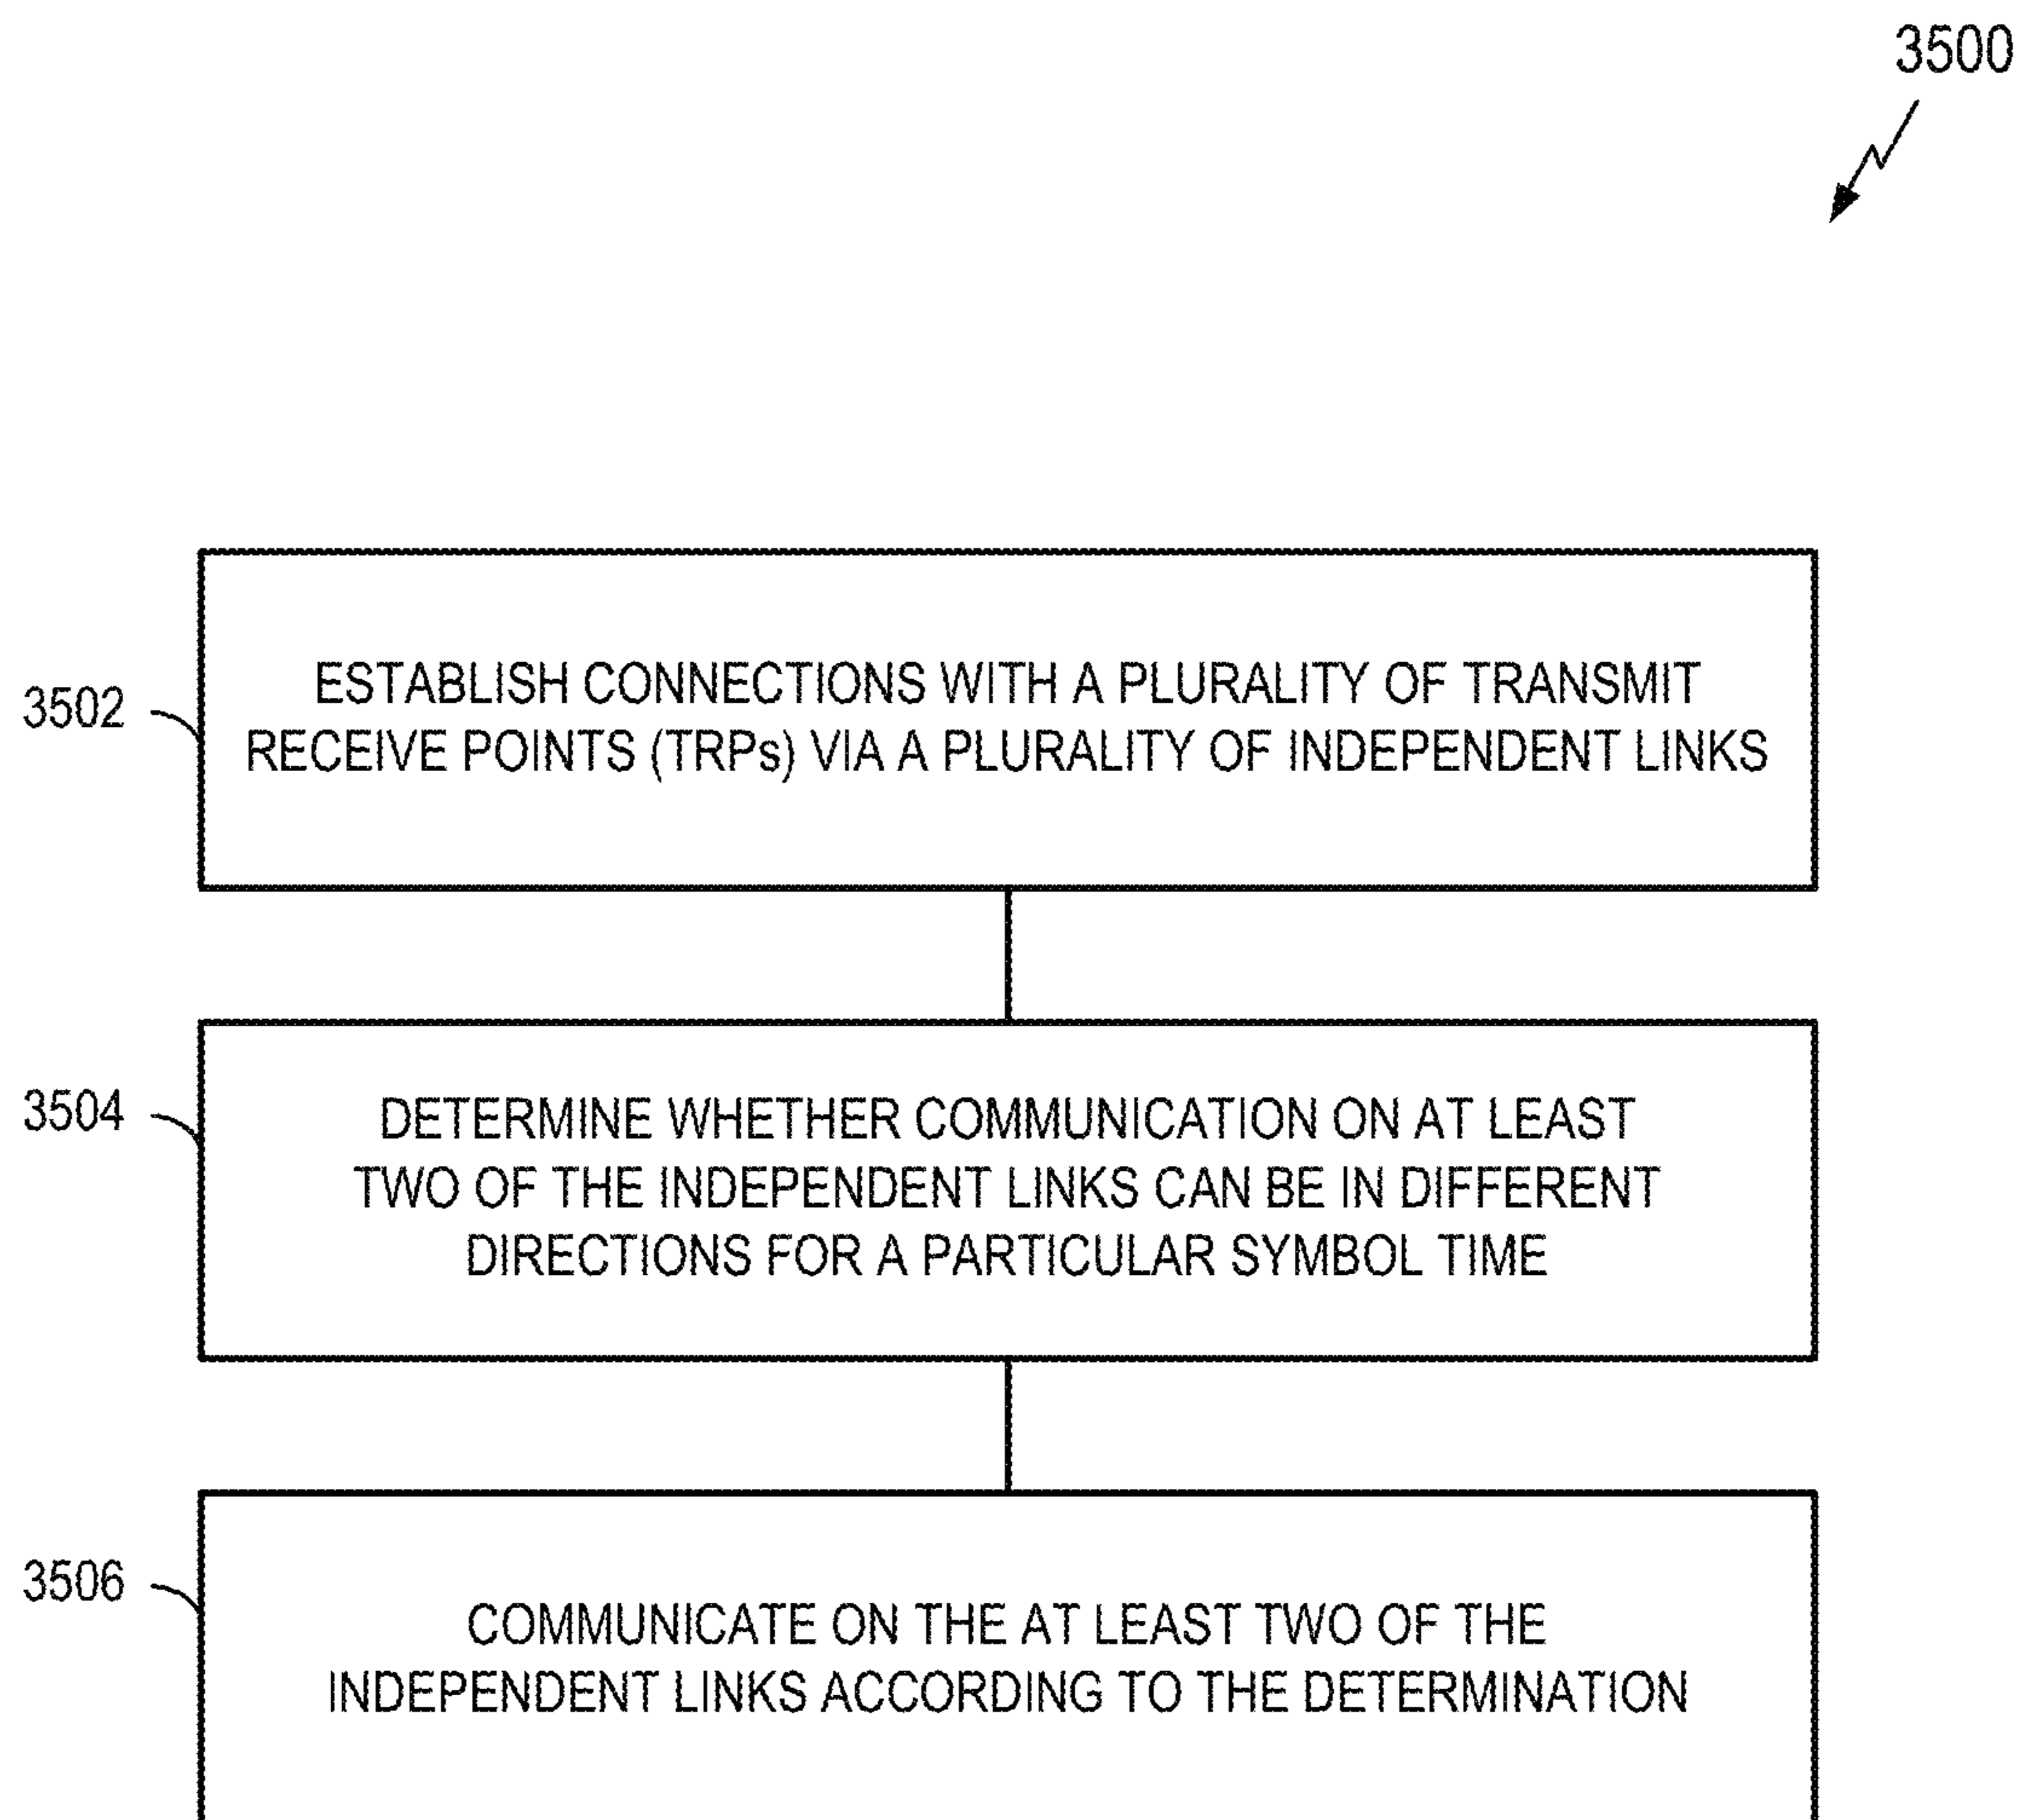 3500
3502
ESTABLISH CONNECTIONS WITH A PLURALITY OF TRANSMIT
RECEIVE POINTS (TRPs) VIA A PLURALITY OF INDEPENDENT LINKS
3504
DETERMINE WHETHER COMMUNICATION ON AT LEAST
TWO OF THE INDEPENDENT LINKS CAN BE IN DIFFERENT
DIRECTIONS FOR A PARTICULAR SYMBOL TIME
3506
COMMUNICATE ON THE AT LEAST TWO OF THE
INDEPENDENT LINKS ACCORDING TO THE DETERMINATION